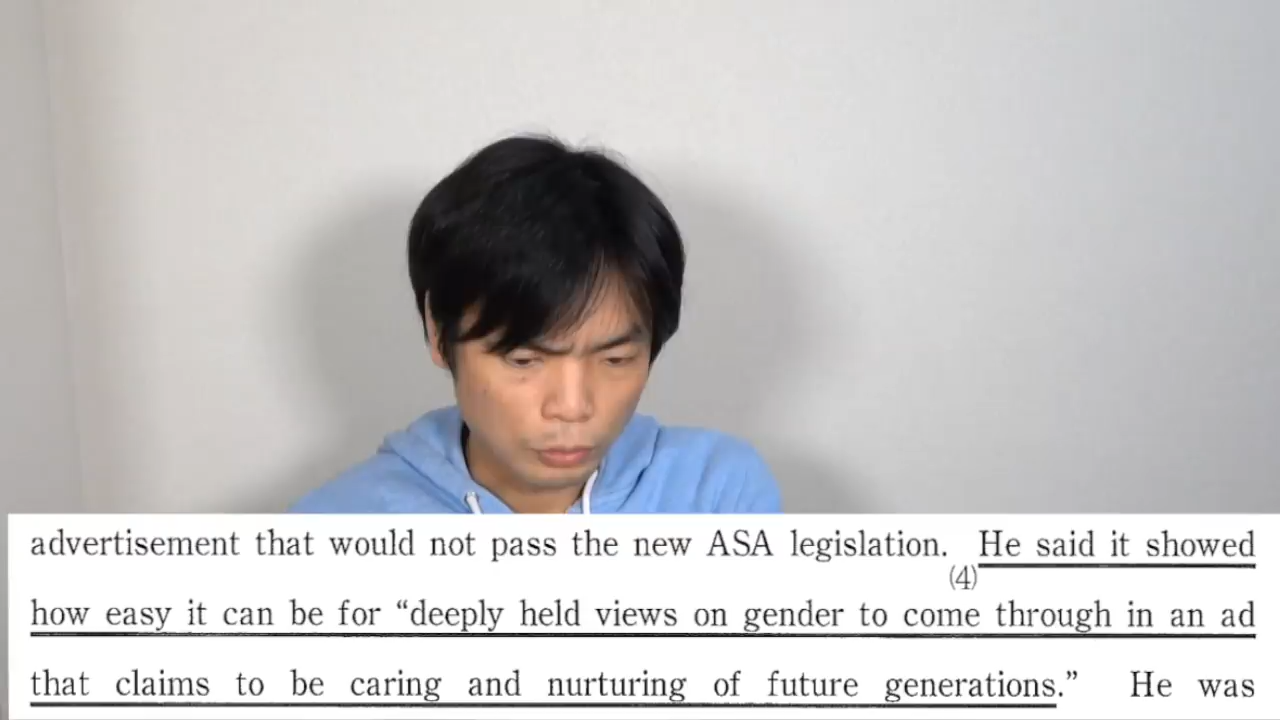 advertisement that would not pass the new ASA legislation. He said it showed
(4)
how easy it can be for “deeply held views on gender to come through in an ad
that claims to be caring and nurturing of future generations.” He was